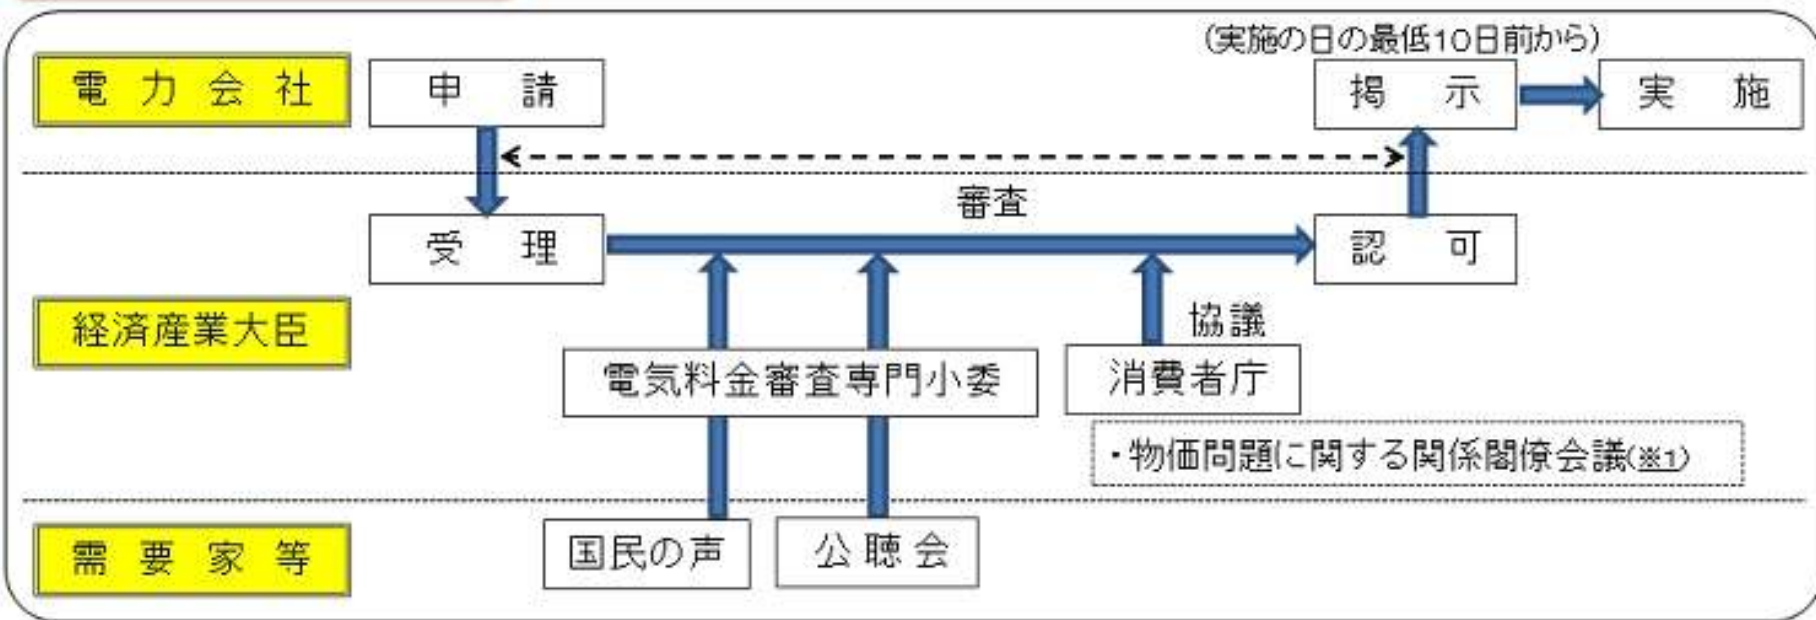 (実施の日の最低10日前から)
電力会社
申請
掲示
実施
審査
受理
認可
経済産業大臣
協議
電気料金審査専門小委
消費者庁
・物価問題に関する関係閣僚会議(※1)
需要家等
国民の声
公聴会